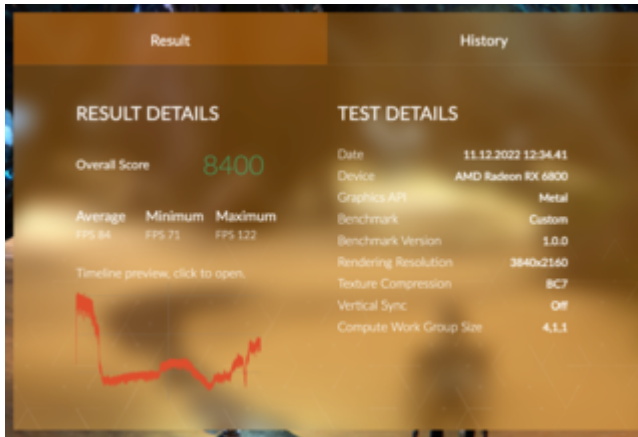 Result
History
RESULT DETAILS
Overall Score 8400
Average Minimum Maximum
FPS 84 FPS 71 FPS 122
Timeline preview, click to open.
TEST DETAILS
Date 11.12.2022 12:34.41
Device AMD Radeon RX 6800
Graphics API Metal
Benchmark Custom
Benchmark Version 1.0.0
Rendering Resolution 3840x2160
Texture Compression BC7
Vertical Sync Off
Compute Work Group Size 4,1,1